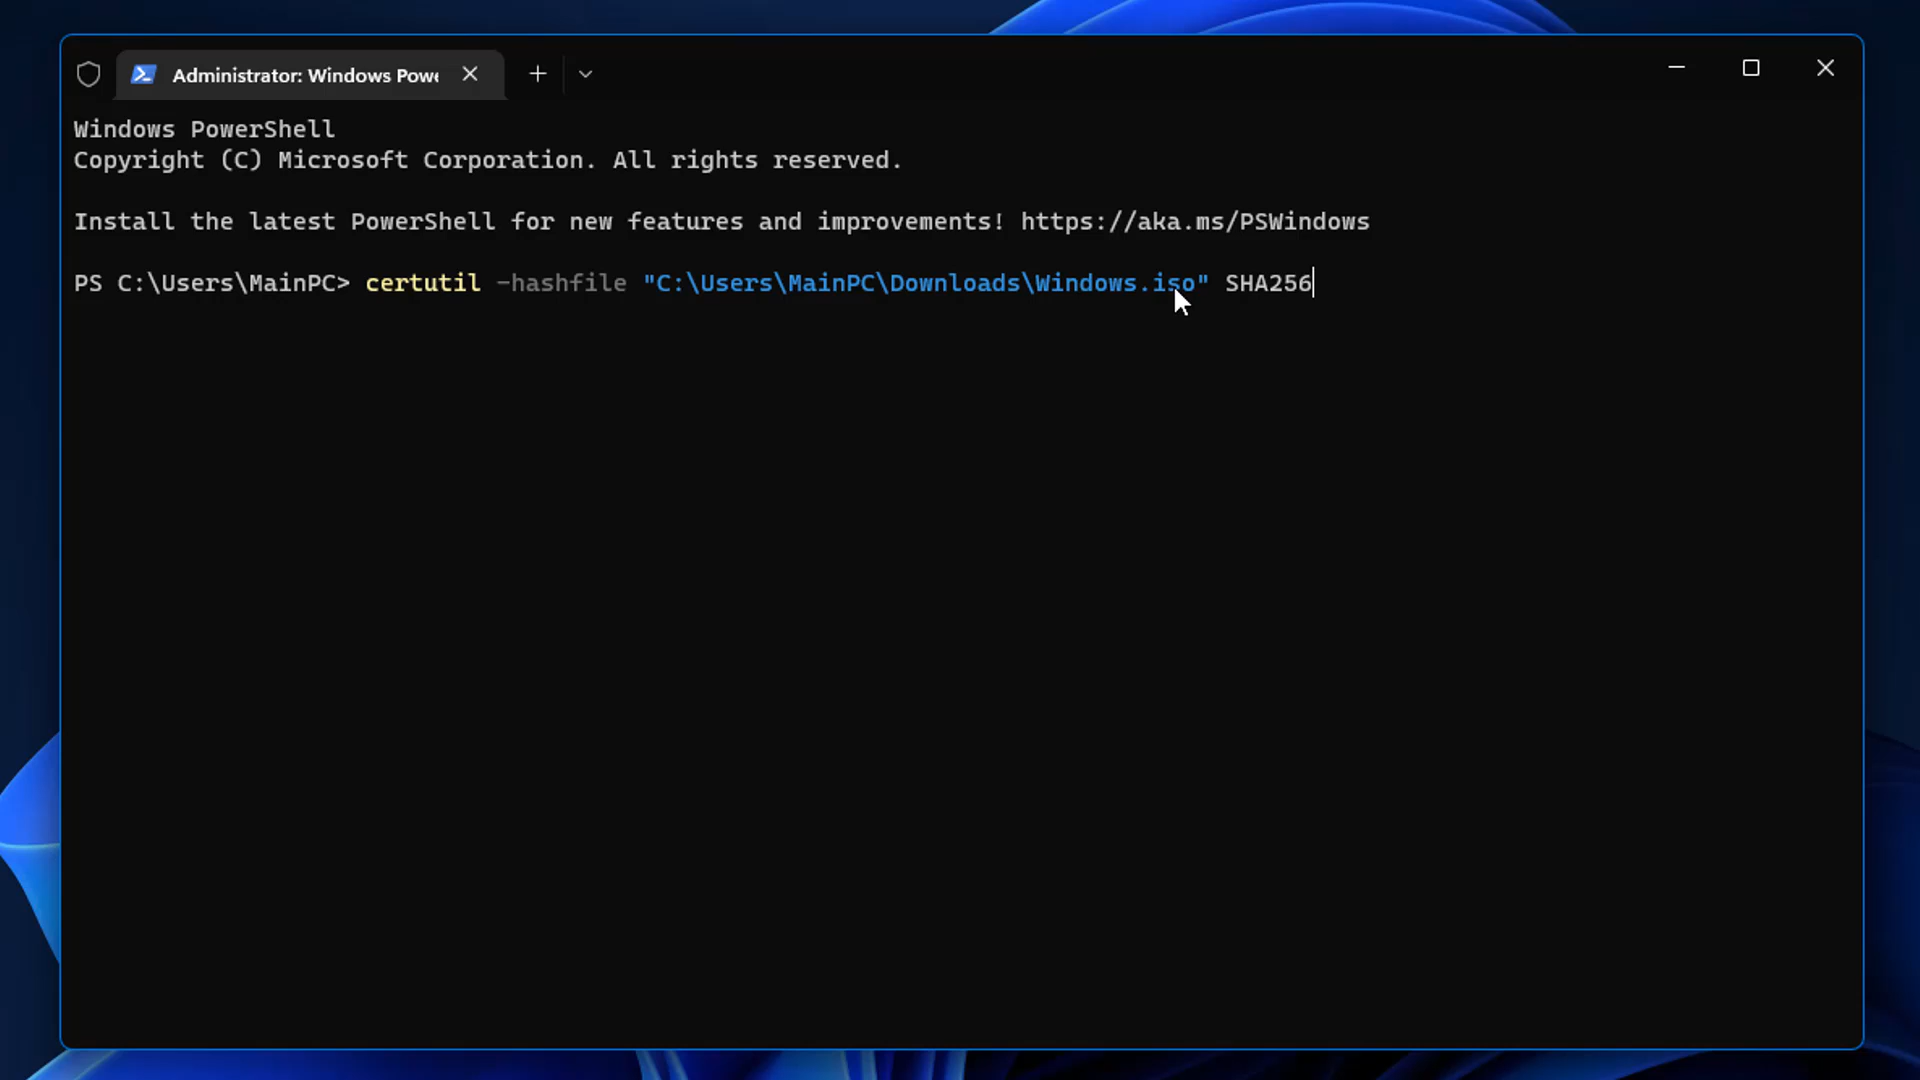 Administrator: Windows Powe
Windows PowerShell
Copyright (C) Microsoft Corporation. All rights reserved.
Install the latest PowerShell for new features and improvements! https://aka.ms/PSWindows
PS C:\Users\MainPC> certutil -hashfile "C:\Users\MainPC\Downloads\Windows.iso" SHA256